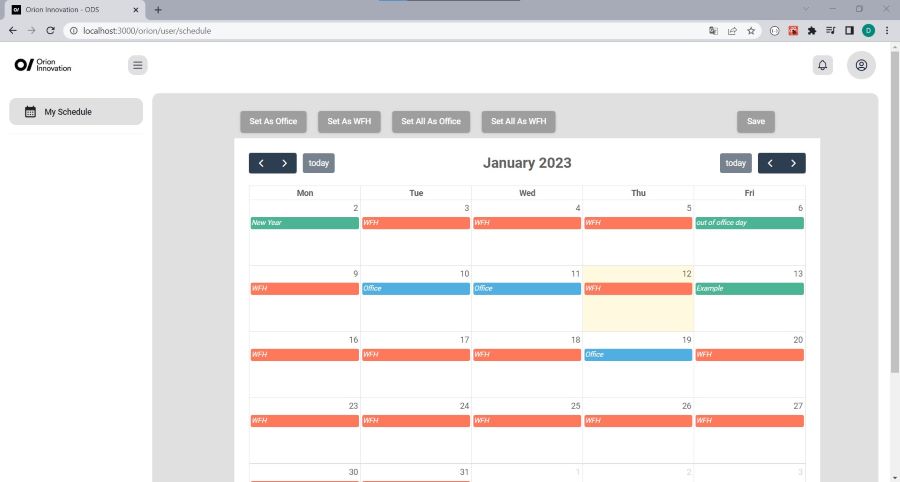 Orion Innovation - ODS
localhost:3000/orion/user/schedule
D
Orion
Innovation
My Schedule
Set As Office Set As WFH Set All As Office Set All As WFH Save
today January 2023 today
Mon Tue Wed Thu Fri
2 3 4 5 6
New Year WFH WFH WFH out of office day
9 10 11 12 13
WFH Office Office WFH Example
16 17 18 19 20
WFH WFH WFH Office WFH
23 24 25 26 27
WFH WFH WFH WFH WFH
30 31 1 2 3